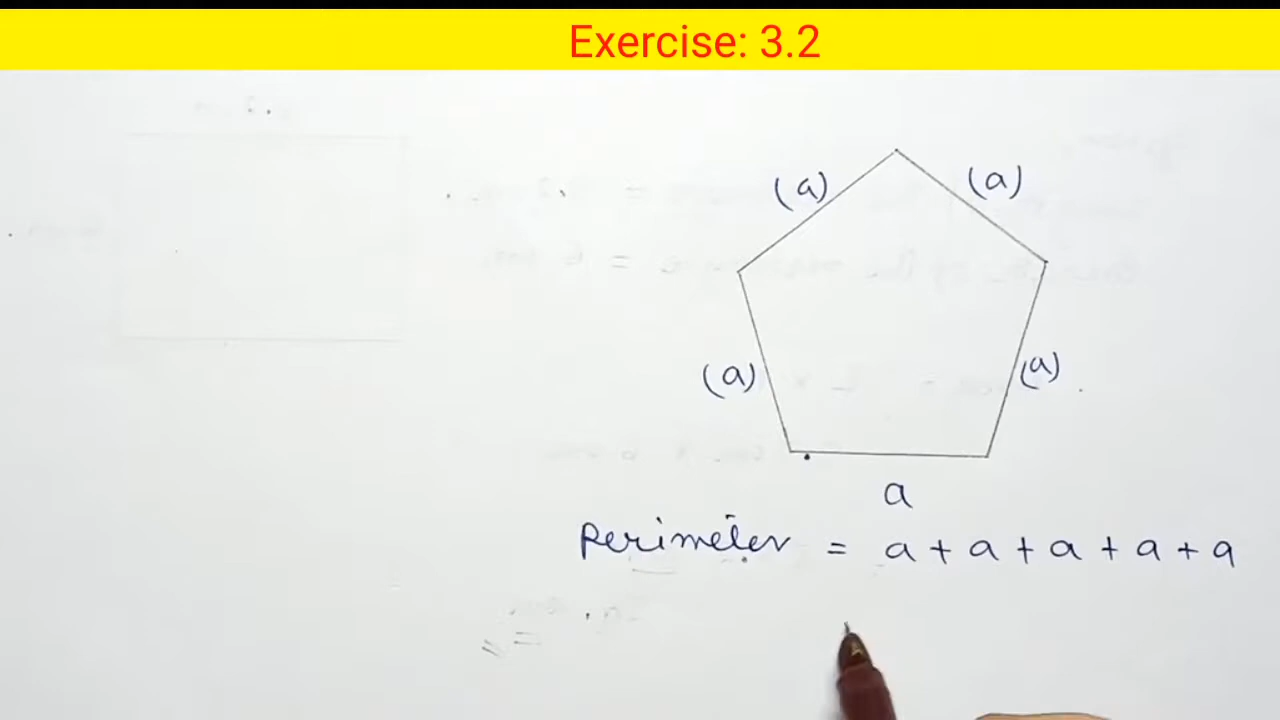 Exercise: 3.2
(a) (a)
(a) (a)
a
Perimeter = a + a + a + a + a